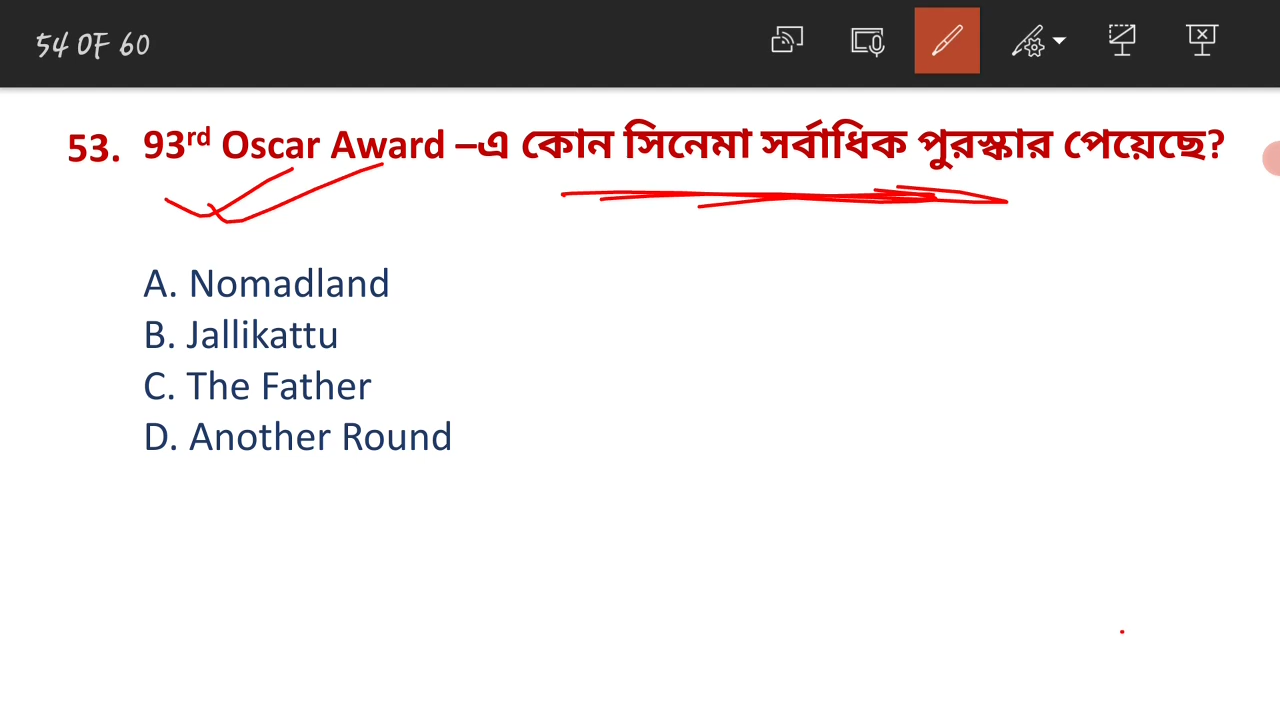 54 OF 60
53. 93rd Oscar Award –এ কোন সিনেমা সর্বাধিক পুরস্কার পেয়েছে?
A. Nomadland
B. Jallikattu
C. The Father
D. Another Round